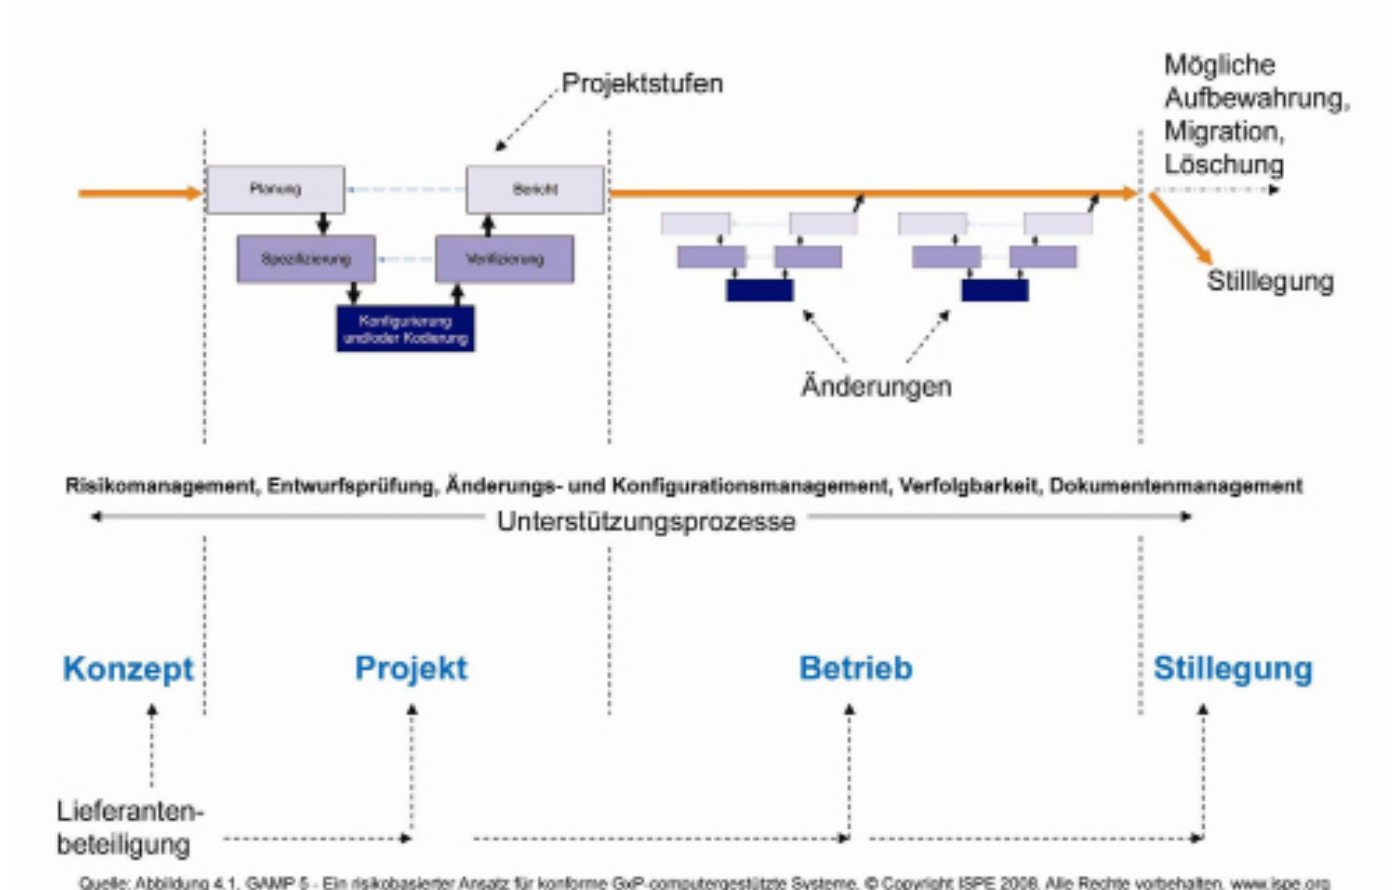 Projektstufen
Mögliche
Aufbewahrung,
Migration,
Löschung
Planung
Bericht
Spezifizierung
Verifizierung
Konfigurierung
und/oder Kodierung
Stilllegung
Änderungen
Risikomanagement, Entwurfsprüfung, Änderungs- und Konfigurationsmanagement, Verfolgbarkeit, Dokumentenmanagement
Unterstützungsprozesse
Konzept
Projekt
Betrieb
Stillegung
Lieferanten-
beteiligung
Quelle: Abbildung 4.1, GAMP 5 - Ein risikobasierter Ansatz für konforme GxP-computergestützte Systeme. © Copyright ISPE 2008. Alle Rechte vorbehalten. www.ispe.org